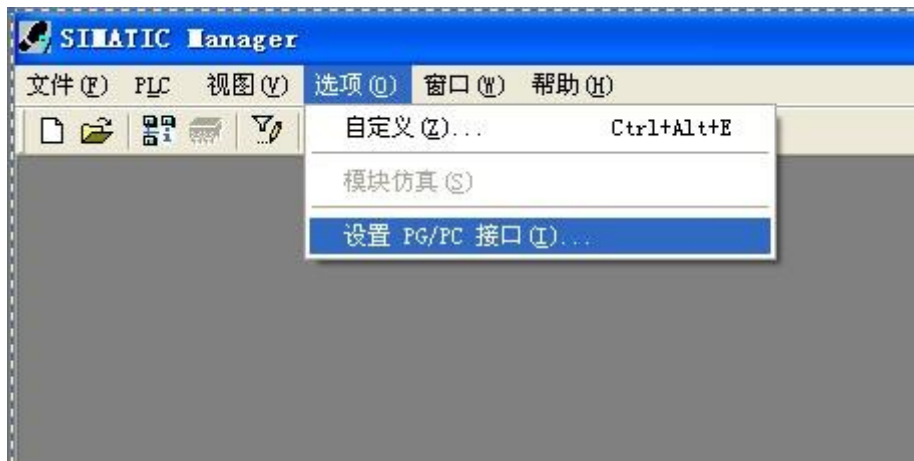 SIMATIC Manager
文件(F) PLC 视图(V) 选项(O) 窗口(W) 帮助(H)
自定义(Z)... Ctrl+Alt+E
模块仿真(S)
设置 PG/PC 接口(I)...